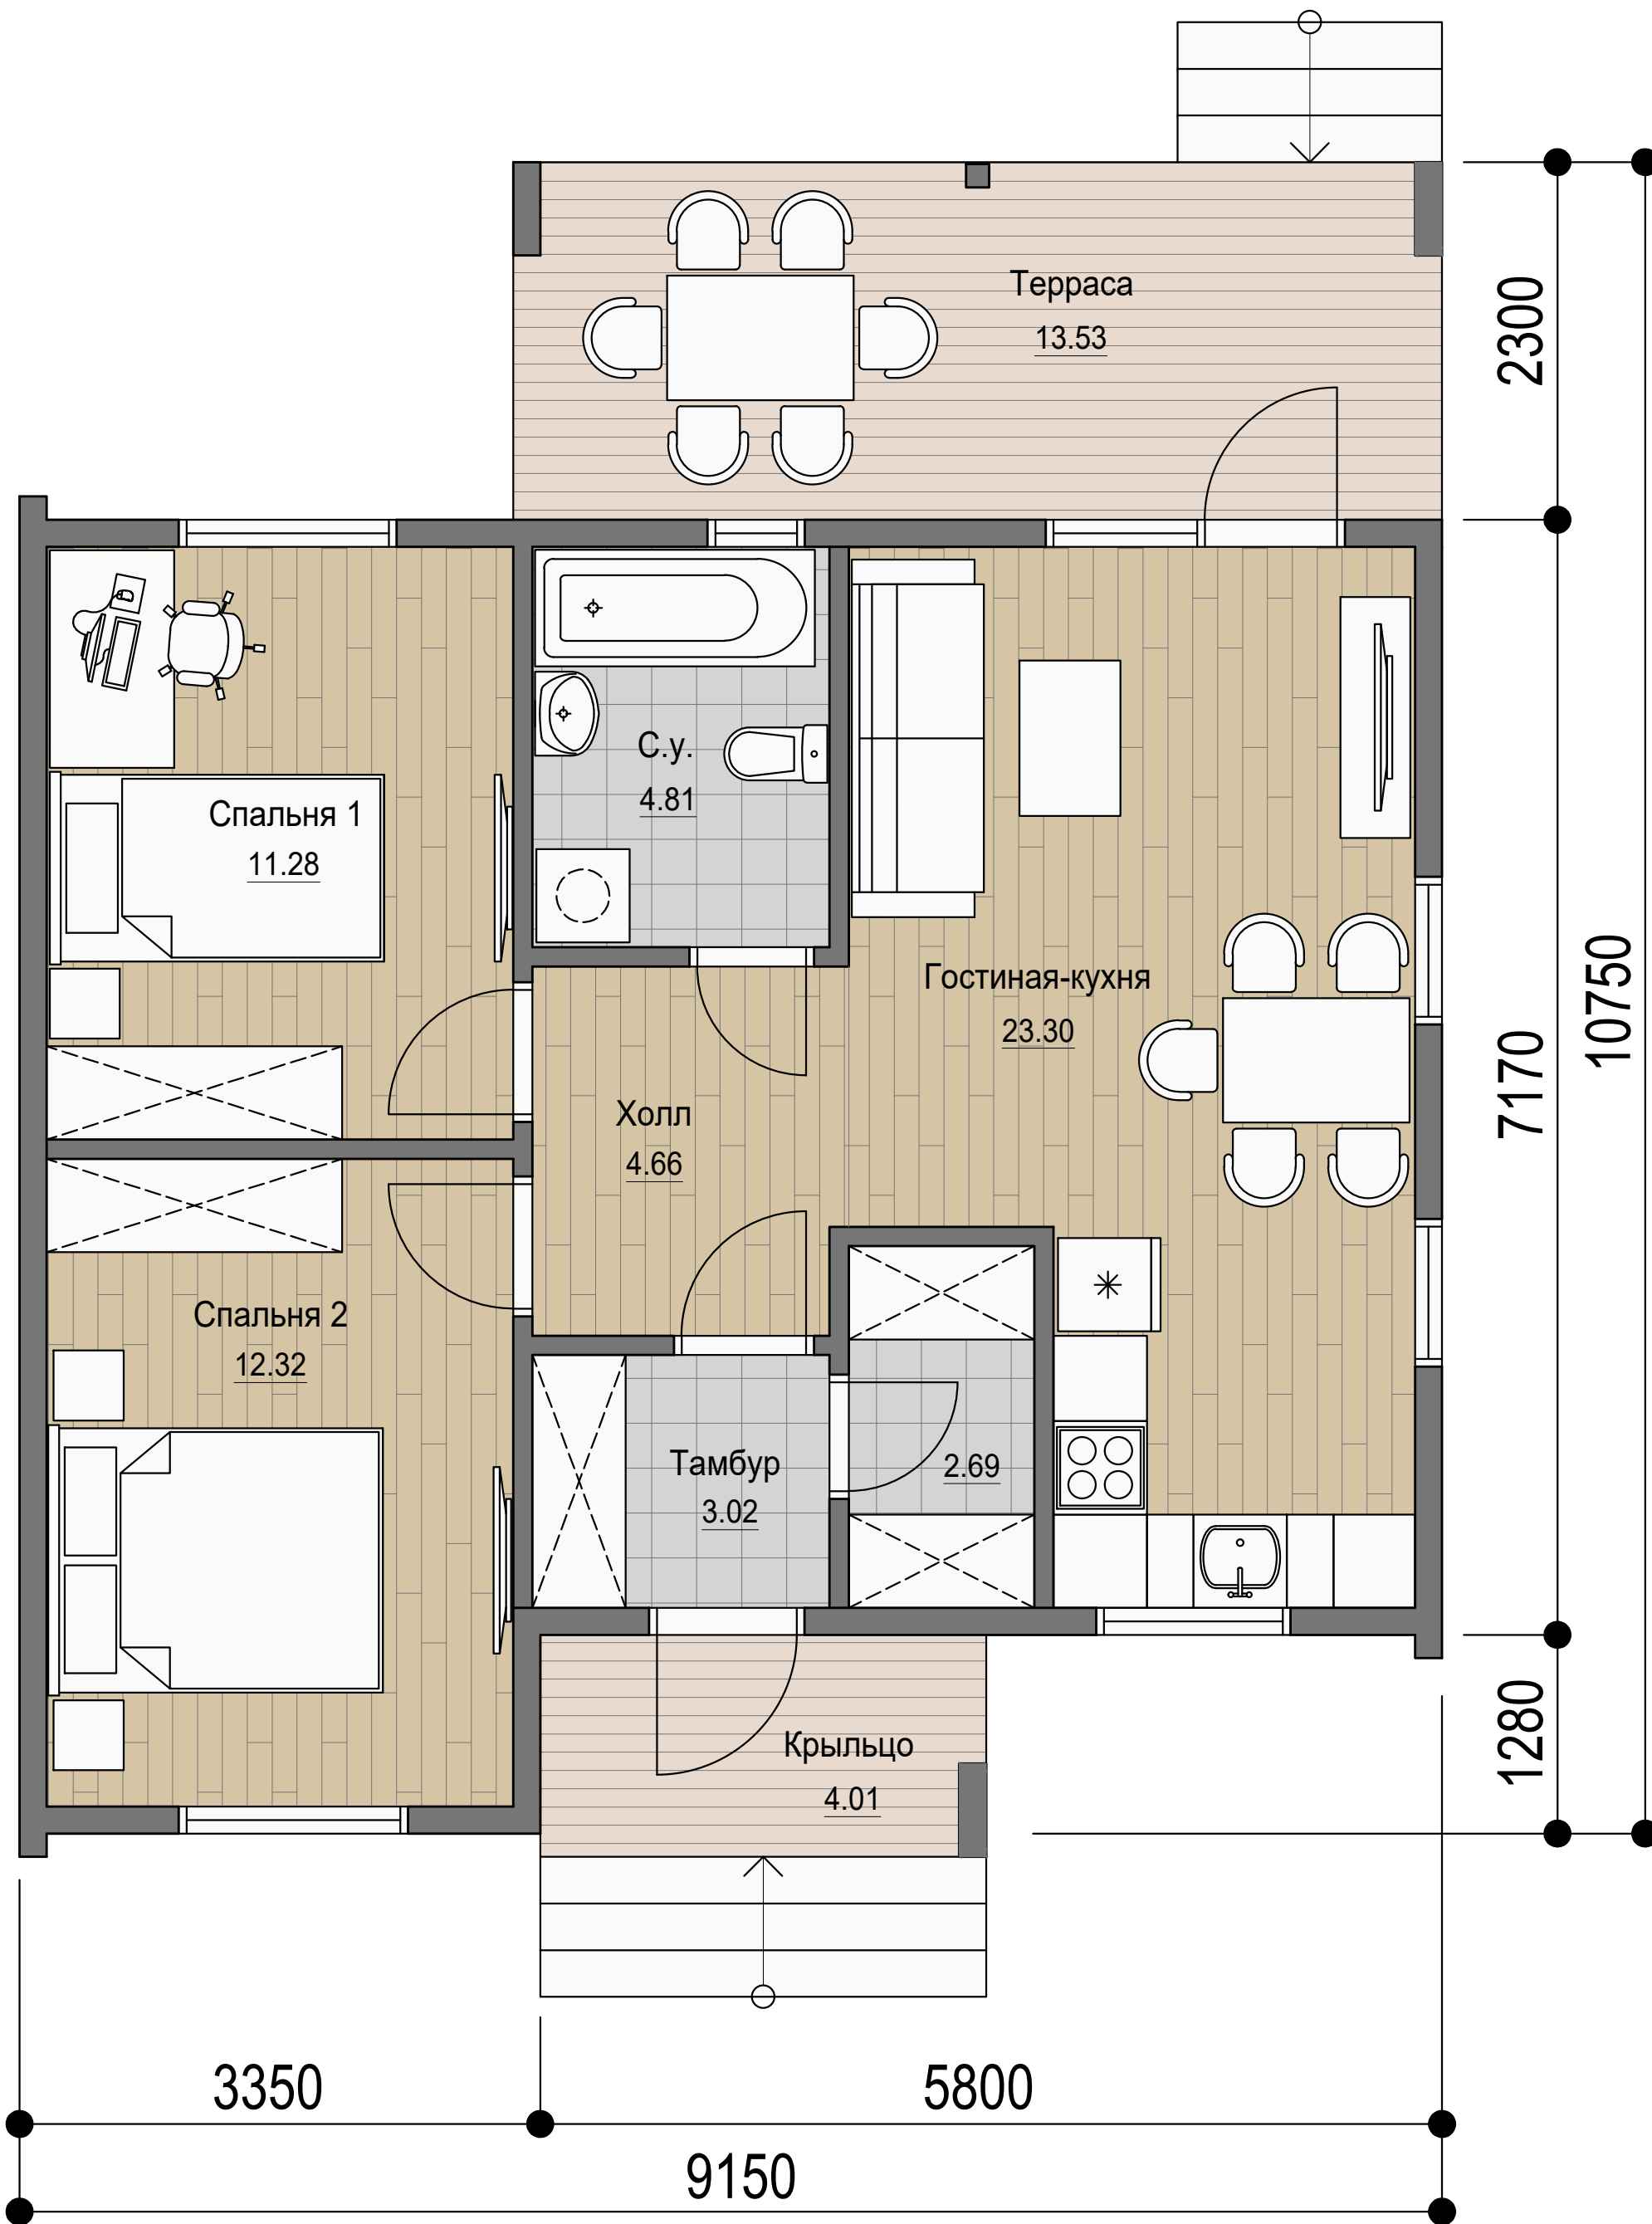 Терраса
13.53
2300
Спальня 1
11.28
С.у.
4.81
Гостиная-кухня
23.30
10750
7170
Холл
4.66
Спальня 2
12.32
Тамбур
3.02
2.69
Крыльцо
4.01
1280
3350
5800
9150